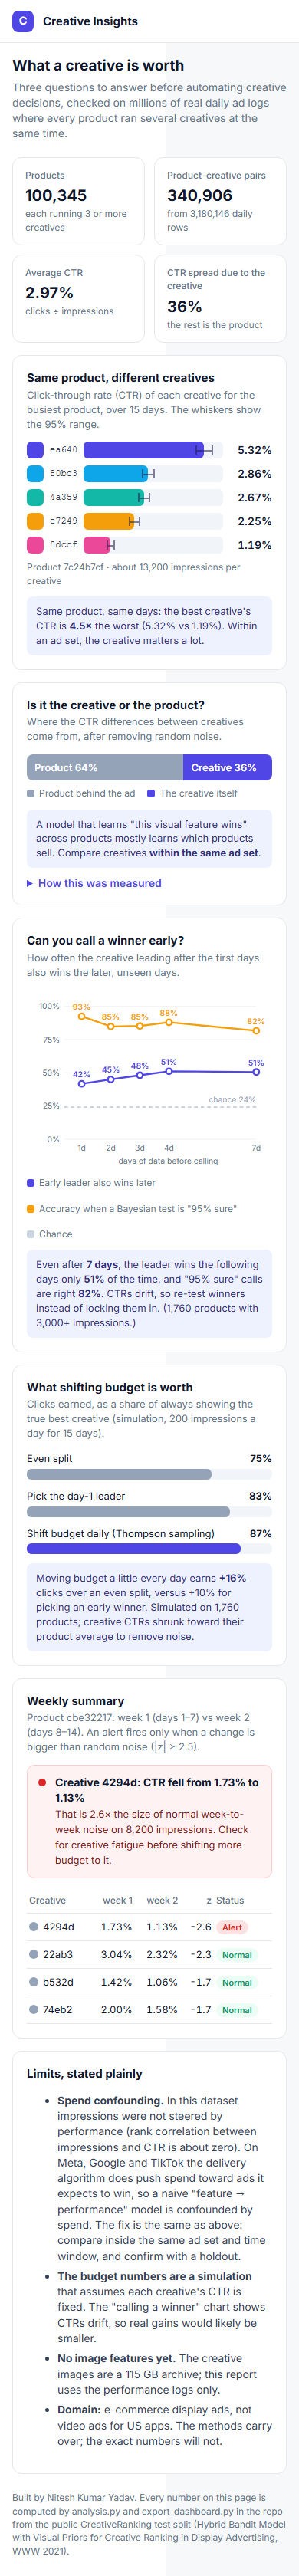 C Creative Insights
What a creative is worth
Three questions to answer before automating creative
decisions, checked on millions of real daily ad logs
where every product ran several creatives at the
same time.
Products
100,345
each running 3 or more
creatives
Product–creative pairs
340,906
from 3,180,146 daily
rows
Average CTR
2.97%
clicks ÷ impressions
CTR spread due to the
creative
36%
the rest is the product
Same product, different creatives
Click-through rate (CTR) of each creative for the
busiest product, over 15 days. The whiskers show
the 95% range.
ea640 5.32%
80bc3 2.86%
4a359 2.67%
e7249 2.25%
8dccf 1.19%
Product 7c24b7cf · about 13,200 impressions per
creative
Same product, same days: the best creative's
CTR is 4.5× the worst (5.32% vs 1.19%). Within
an ad set, the creative matters a lot.
Is it the creative or the product?
Where the CTR differences between creatives
come from, after removing random noise.
Product 64% Creative 36%
Product behind the ad The creative itself
A model that learns "this visual feature wins"
across products mostly learns which products
sell. Compare creatives within the same ad set.
▶ How this was measured
Can you call a winner early?
How often the creative leading after the first days
also wins the later, unseen days.
100%
93% 85% 85% 88% 82%
75%
50%
42% 45% 48% 51% 51%
25%
chance 24%
0%
1d 2d 3d 4d 7d
days of data before calling
Early leader also wins later
Accuracy when a Bayesian test is "95% sure"
Chance
Even after 7 days, the leader wins the following
days only 51% of the time, and "95% sure" calls
are right 82%. CTRs drift, so re-test winners
instead of locking them in. (1,760 products with
3,000+ impressions.)
What shifting budget is worth
Clicks earned, as a share of always showing the
true best creative (simulation, 200 impressions a
day for 15 days).
Even split 75%
Pick the day-1 leader 83%
Shift budget daily (Thompson sampling) 87%
Moving budget a little every day earns +16%
clicks over an even split, versus +10% for
picking an early winner. Simulated on 1,760
products; creative CTRs shrunk toward their
product average to remove noise.
Weekly summary
Product cbe32217: week 1 (days 1–7) vs week 2
(days 8–14). An alert fires only when a change is
bigger than random noise (|z| ≥ 2.5).
Creative 4294d: CTR fell from 1.73% to
1.13%
That is 2.6× the size of normal week-to-
week noise on 8,200 impressions. Check
for creative fatigue before shifting more
budget to it.
Creative week 1 week 2 z Status
4294d 1.73% 1.13% -2.6 Alert
22ab3 3.04% 2.32% -2.3 Normal
b532d 1.42% 1.06% -1.7 Normal
74eb2 2.00% 1.58% -1.7 Normal
Limits, stated plainly
• Spend confounding. In this dataset
impressions were not steered by
performance (rank correlation between
impressions and CTR is about zero). On
Meta, Google and TikTok the delivery
algorithm does push spend toward ads it
expects to win, so a naive "feature →
performance" model is confounded by
spend. The fix is the same as above:
compare inside the same ad set and time
window, and confirm with a holdout.
• The budget numbers are a simulation
that assumes each creative's CTR is
fixed. The "calling a winner" chart shows
CTRs drift, so real gains would likely be
smaller.
• No image features yet. The creative
images are a 115 GB archive; this report
uses the performance logs only.
• Domain: e-commerce display ads, not
video ads for US apps. The methods carry
over; the exact numbers will not.
Built by Nitesh Kumar Yadav. Every number on this page is
computed by analysis.py and export_dashboard.py in the repo
from the public CreativeRanking test split (Hybrid Bandit Model
with Visual Priors for Creative Ranking in Display Advertising,
WWW 2021).